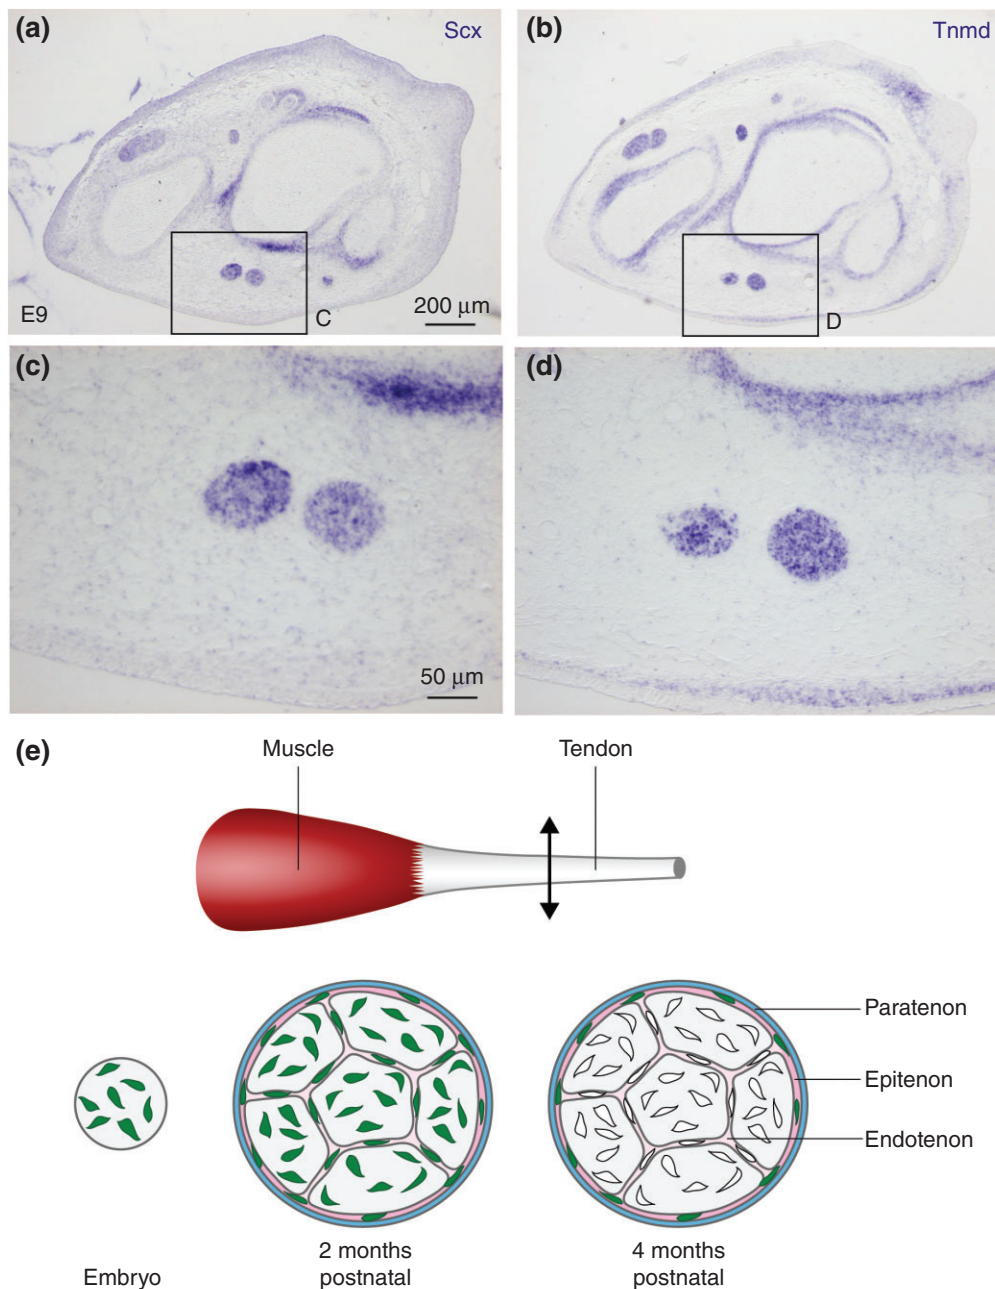 (a)
Scx
(b)
Tnmd
E9
200 μm
C
D
(c)
(d)
50 μm
(e)
Muscle
Tendon
Paratenon
Epitenon
Endotenon
Embryo
2 months
postnatal
4 months
postnatal